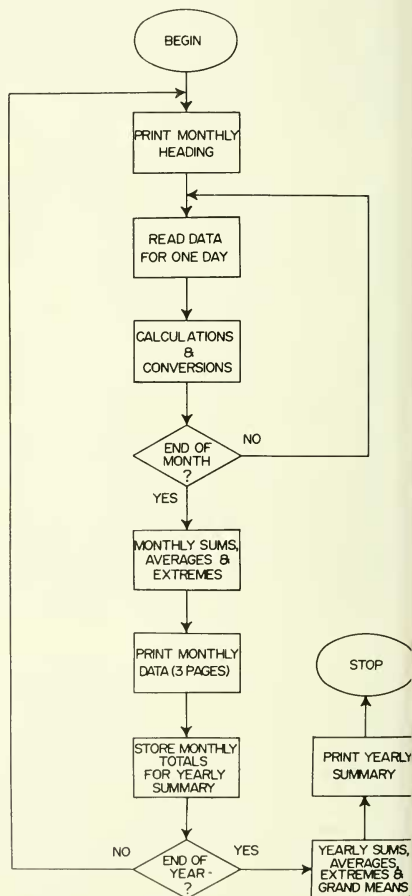 BEGIN
PRINT MONTHLY
HEADING
READ DATA
FOR ONE DAY
CALCULATIONS
&
CONVERSIONS
END OF
MONTH
?
NO
YES
MONTHLY SUMS,
AVERAGES &
EXTREMES
PRINT MONTHLY
DATA (3 PAGES)
STORE MONTHLY
TOTALS
FOR YEARLY
SUMMARY
END OF
YEAR -
?
NO
YES
YEARLY SUMS,
AVERAGES,
EXTREMES &
GRAND MEANS
PRINT YEARLY
SUMMARY
STOP